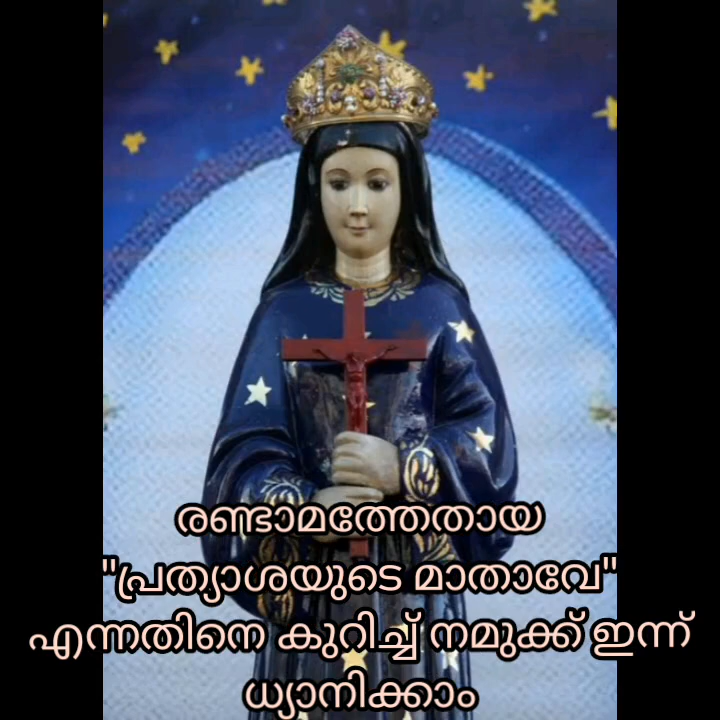 രണ്ടാമത്തേതായ
"പ്രത്യാശയുടെ മാതാവേ"
എന്നതിനെ കുറിച്ച് നമുക്ക് ഇന്ന്
ധ്യാനിക്കാം